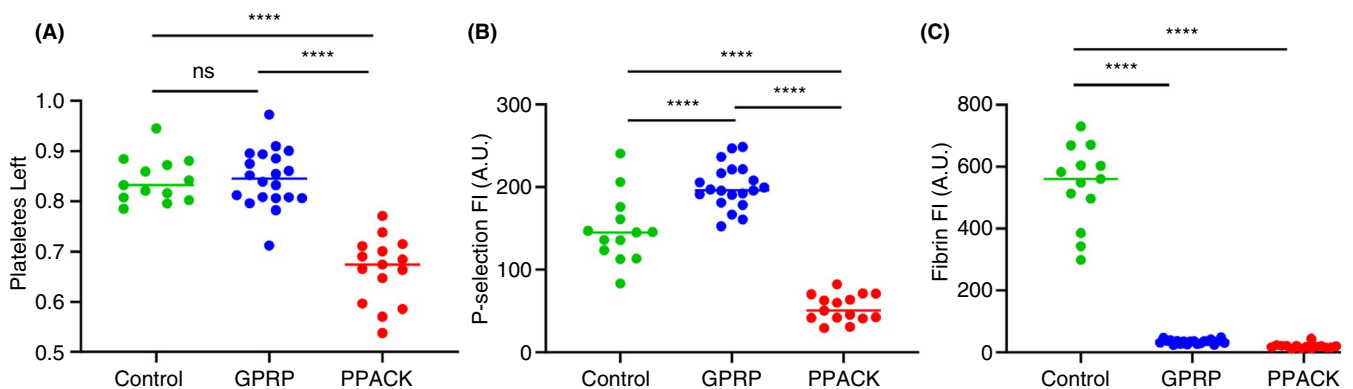 (A)
****
****
ns
Plateletes Left
1.0
0.9
0.8
0.7
0.6
0.5
Control GPRP PPACK
(B)
****
**** ****
P-selection FI (A.U.)
300
200
100
0
Control GPRP PPACK
(C)
****
****
Fibrin FI (A.U.)
800
600
400
200
0
Control GPRP PPACK